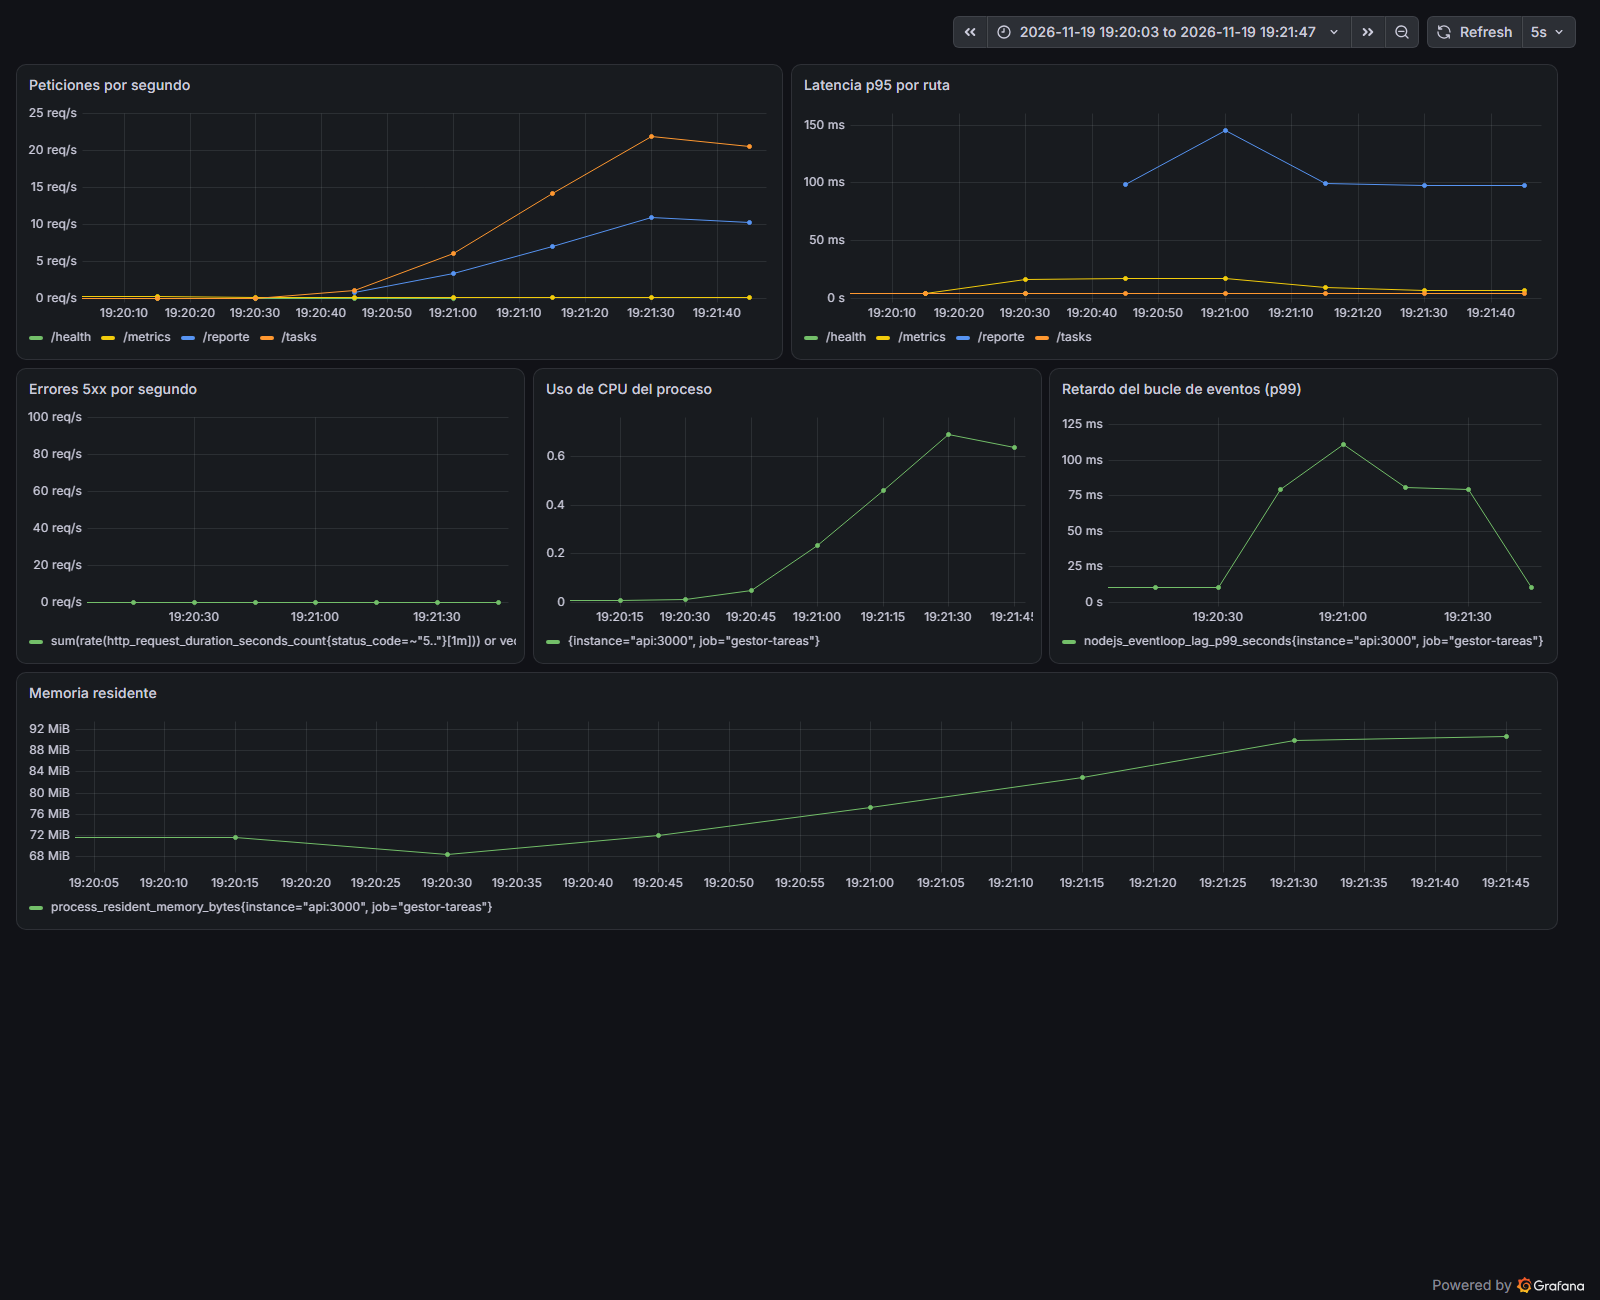 2026-11-19 19:20:03 to 2026-11-19 19:21:47 Refresh 5s
Peticiones por segundo
25 req/s
20 req/s
15 req/s
10 req/s
5 req/s
0 req/s
19:20:10 19:20:20 19:20:30 19:20:40 19:20:50 19:21:00 19:21:10 19:21:20 19:21:30 19:21:40
/health /metrics /reporte /tasks
Latencia p95 por ruta
150 ms
100 ms
50 ms
0 s
19:20:10 19:20:20 19:20:30 19:20:40 19:20:50 19:21:00 19:21:10 19:21:20 19:21:30 19:21:40
/health /metrics /reporte /tasks
Errores 5xx por segundo
100 req/s
80 req/s
60 req/s
40 req/s
20 req/s
0 req/s
19:20:30 19:21:00 19:21:30
sum(rate(http_request_duration_seconds_count{status_code=~"5.."}[1m])) or vec
Uso de CPU del proceso
0.6
0.4
0.2
0
19:20:15 19:20:30 19:20:45 19:21:00 19:21:15 19:21:30 19:21:45
{instance="api:3000", job="gestor-tareas"}
Retardo del bucle de eventos (p99)
125 ms
100 ms
75 ms
50 ms
25 ms
0 s
19:20:30 19:21:00 19:21:30
nodejs_eventloop_lag_p99_seconds{instance="api:3000", job="gestor-tareas"}
Memoria residente
92 MiB
88 MiB
84 MiB
80 MiB
76 MiB
72 MiB
68 MiB
19:20:05 19:20:10 19:20:15 19:20:20 19:20:25 19:20:30 19:20:35 19:20:40 19:20:45 19:20:50 19:20:55 19:21:00 19:21:05 19:21:10 19:21:15 19:21:20 19:21:25 19:21:30 19:21:35 19:21:40 19:21:45
process_resident_memory_bytes{instance="api:3000", job="gestor-tareas"}
Powered by Grafana